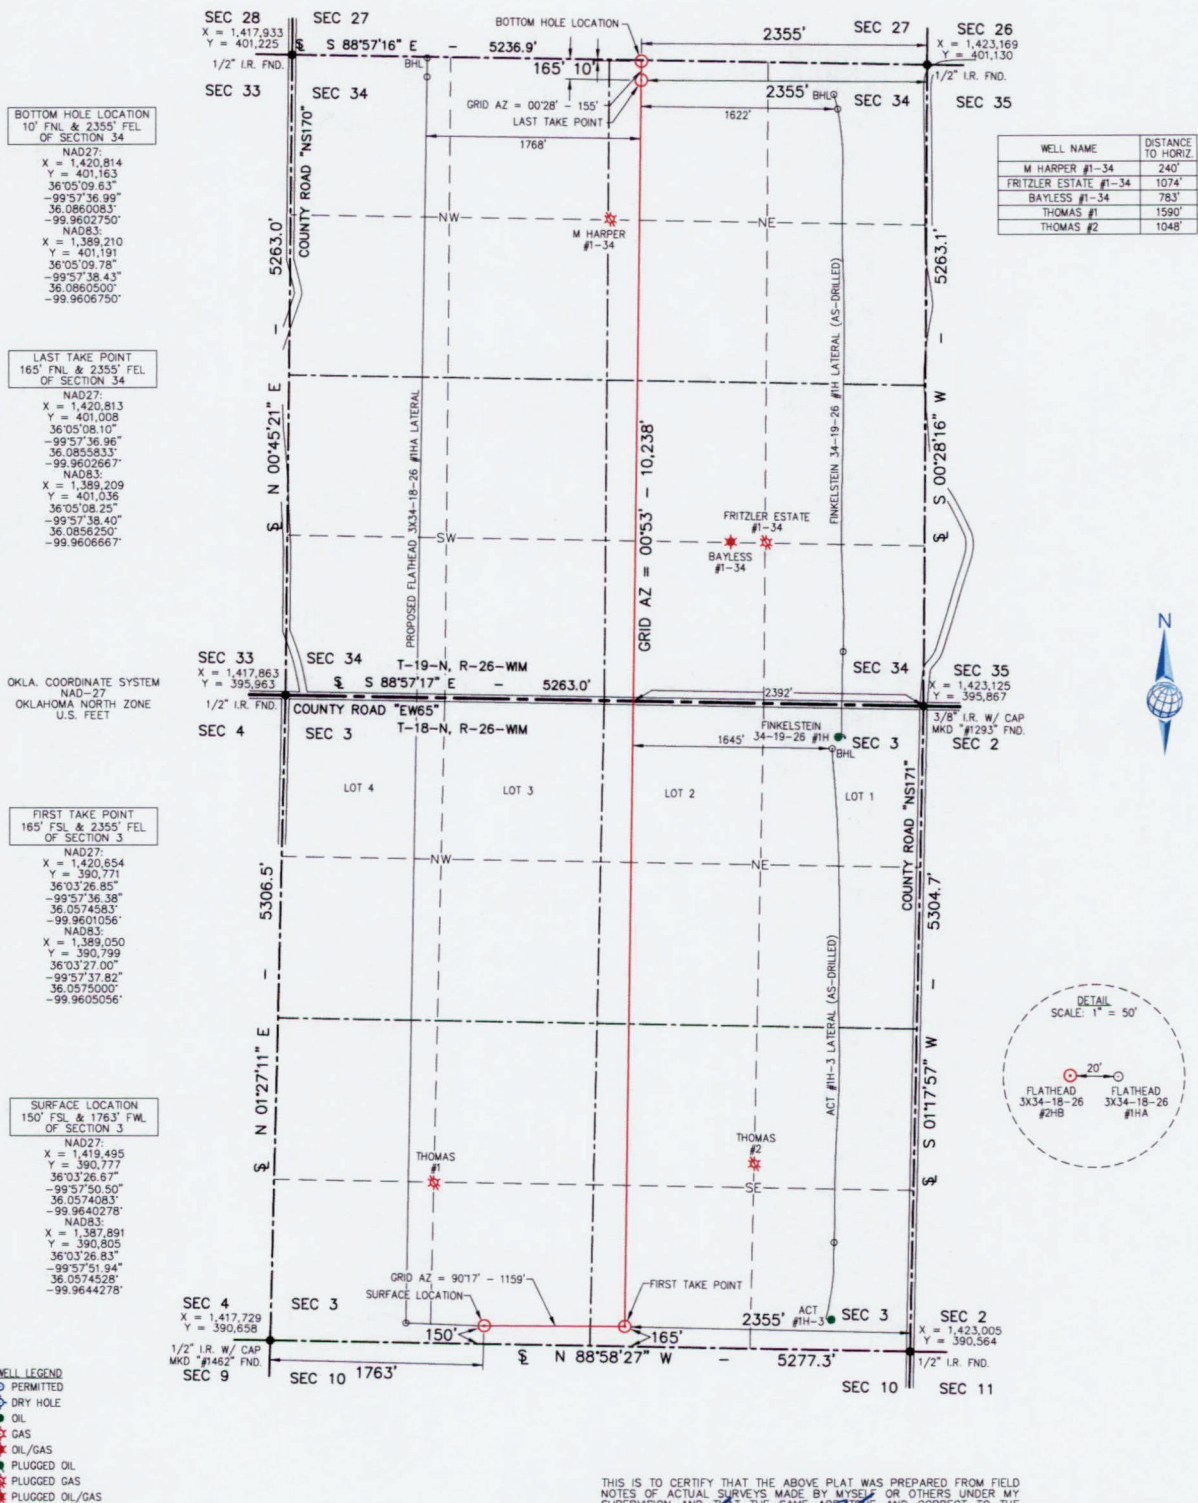 SEC 28
SEC 27
X = 1,417,933
Y = 401,225
℄ S 88°57'16" E - 5236.9'
1/2" I.R. FND.
SEC 33
SEC 34
BOTTOM HOLE LOCATION
2355'
SEC 27
SEC 26
X = 1,423,169
Y = 401,130
1/2" I.R. FND.
BHL
165' 10'
2355'
BHL
SEC 34
SEC 35
GRID AZ = 00°28' - 155'
LAST TAKE POINT
1622'
1768'
BOTTOM HOLE LOCATION
10' FNL & 2355' FEL
OF SECTION 34
NAD27:
X = 1,420,814
Y = 401,163
36°05'09.63"
-99°57'36.99"
36.0860083°
-99.9602750°
NAD83:
X = 1,389,210
Y = 401,191
36°05'09.78"
-99°57'38.43"
36.0860500°
-99.9606750°
LAST TAKE POINT
165' FNL & 2355' FEL
OF SECTION 34
NAD27:
X = 1,420,813
Y = 401,008
36°05'08.10"
-99°57'36.96"
36.0855833°
-99.9602667°
NAD83:
X = 1,389,209
Y = 401,036
36°05'08.25"
-99°57'38.40"
36.0856250°
-99.9606667°
OKLA. COORDINATE SYSTEM
NAD-27
OKLAHOMA NORTH ZONE
U.S. FEET
FIRST TAKE POINT
165' FSL & 2355' FEL
OF SECTION 3
NAD27:
X = 1,420,654
Y = 390,771
36°03'26.85"
-99°57'36.38"
36.0574583°
-99.9601056°
NAD83:
X = 1,389,050
Y = 390,799
36°03'27.00"
-99°57'37.82"
36.0575000°
-99.9605056°
SURFACE LOCATION
150' FSL & 1763' FWL
OF SECTION 3
NAD27:
X = 1,419,495
Y = 390,777
36°03'26.67"
-99°57'50.50"
36.0574083°
-99.9640278°
NAD83:
X = 1,387,891
Y = 390,805
36°03'26.83"
-99°57'51.94"
36.0574528°
-99.9644278°
WELL NAME DISTANCE TO HORIZ.
M HARPER #1-34 240'
FRITZLER ESTATE #1-34 1074'
BAYLESS #1-34 783'
THOMAS #1 1590'
THOMAS #2 1048'
COUNTY ROAD "NS170"
℄ N 00°45'21" E - 5263.0'
NW
NE
M HARPER
#1-34
5263.1' - ℄ S 00°28'16" W
PROPOSED FLATHEAD 3X34-18-26 #1HA LATERAL
GRID AZ = 00°53' - 10,238'
FINKELSTEIN 34-19-26 #1H LATERAL (AS-DRILLED)
FRITZLER ESTATE
#1-34
SW
BAYLESS
#1-34
N
SEC 33
SEC 34
X = 1,417,863
Y = 395,963
1/2" I.R. FND.
T-19-N, R-26-WIM
℄ S 88°57'17" E - 5263.0'
COUNTY ROAD "EW65"
T-18-N, R-26-WIM
SEC 34
SEC 35
X = 1,423,125
Y = 395,867
2392'
3/8" I.R. W/ CAP
MKD "#1293" FND.
SEC 4
SEC 3
FINKELSTEIN
34-19-26 #1H
SEC 3
SEC 2
1645'
BHL
LOT 4
LOT 3
LOT 2
LOT 1
COUNTY ROAD "NS171"
NW
NE
℄ N 01°27'11" E - 5306.5'
5304.7' - ℄ S 01°17'57" W
ACT #1H-3 LATERAL (AS-DRILLED)
DETAIL
SCALE: 1" = 50'
20'
FLATHEAD
3X34-18-26
#2HB
FLATHEAD
3X34-18-26
#1HA
THOMAS
#1
THOMAS
#2
SE
GRID AZ = 90°17' - 1159'
SURFACE LOCATION
FIRST TAKE POINT
SEC 4
SEC 3
X = 1,417,729
Y = 390,658
150'
165'
2355'
ACT
#1H-3
SEC 3
SEC 2
X = 1,423,005
Y = 390,564
1/2" I.R. W/ CAP
MKD "#1462" FND.
℄ N 88°58'27" W - 5277.3'
1/2" I.R. FND.
SEC 9
SEC 10
1763'
SEC 10
SEC 11
WELL LEGEND
PERMITTED
DRY HOLE
OIL
GAS
OIL/GAS
PLUGGED OIL
PLUGGED GAS
PLUGGED OIL/GAS
THIS IS TO CERTIFY THAT THE ABOVE PLAT WAS PREPARED FROM FIELD
NOTES OF ACTUAL SURVEYS MADE BY MYSELF OR OTHERS UNDER MY